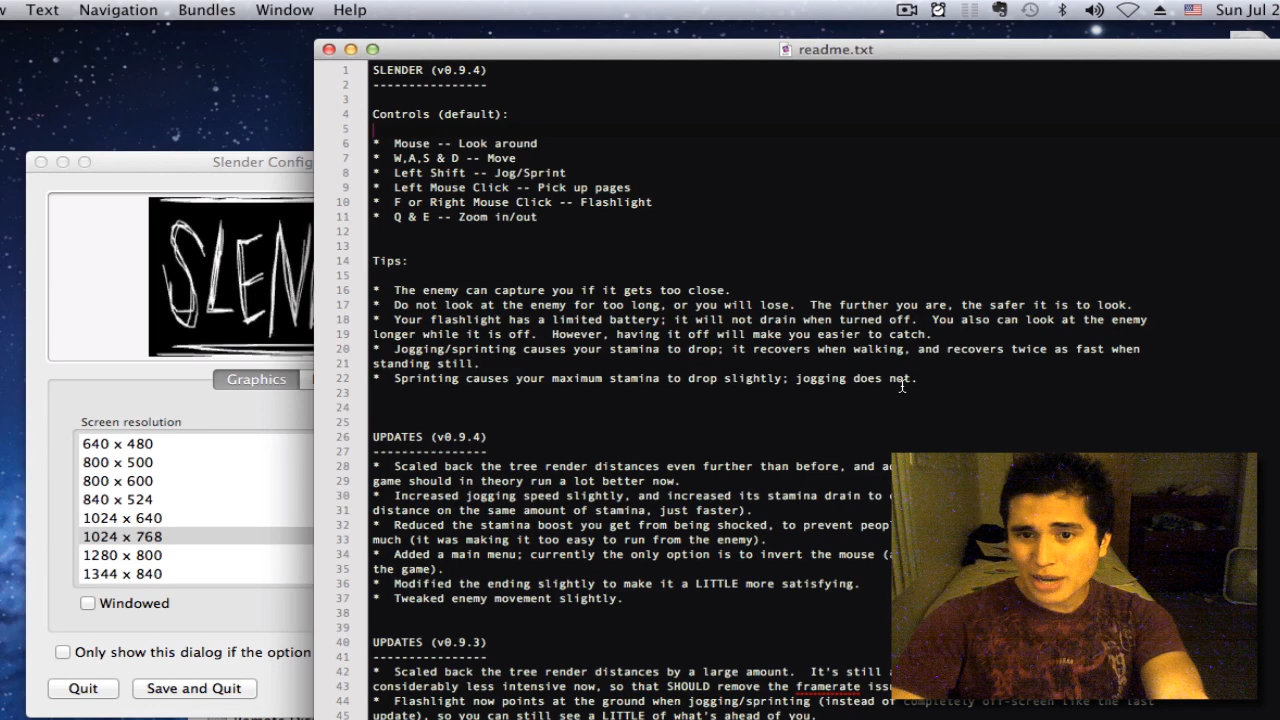 Text Navigation Bundles Window Help Sun Jul 2
readme.txt
1 SLENDER (v0.9.4)
2 ----------------
3
4 Controls (default):
5
6 * Mouse -- Look around
7 * W,A,S & D -- Move
8 * Left Shift -- Jog/Sprint
9 * Left Mouse Click -- Pick up pages
10 * F or Right Mouse Click -- Flashlight
11 * Q & E -- Zoom in/out
12
13
14 Tips:
15
16 * The enemy can capture you if it gets too close.
17 * Do not look at the enemy for too long, or you will lose. The further you are, the safer it is to look.
18 * Your flashlight has a limited battery; it will not drain when turned off. You also can look at the enemy
19 longer while it is off. However, having it off will make you easier to catch.
20 * Jogging/sprinting causes your stamina to drop; it recovers when walking, and recovers twice as fast when
21 standing still.
22 * Sprinting causes your maximum stamina to drop slightly; jogging does not.
23
24
25
26 UPDATES (v0.9.4)
27 ----------------
28 * Scaled back the tree render distances even further than before, and
29 game should in theory run a lot better now.
30 * Increased jogging speed slightly, and increased its stamina drain to
31 distance on the same amount of stamina, just faster).
32 * Reduced the stamina boost you get from being shocked, to prevent
33 much (it was making it too easy to run from the enemy).
34 * Added a main menu; currently the only option is to invert the mouse
35 the game).
36 * Modified the ending slightly to make it a LITTLE more satisfying.
37 * Tweaked enemy movement slightly.
38
39
40 UPDATES (v0.9.3)
41 ----------------
42 * Scaled back the tree render distances by a large amount. It's still
43 considerably less intensive now, so that SHOULD remove the framerate
44 * Flashlight now points at the ground when jogging/sprinting (instead of completely off-screen like the last
45 update), so you can still see a LITTLE of what's ahead of you.
Slender Config
SLEN
Graphics
Screen resolution
640 x 480
800 x 500
800 x 600
840 x 524
1024 x 640
1024 x 768
1280 x 800
1344 x 840
Windowed
Only show this dialog if the option
Quit Save and Quit